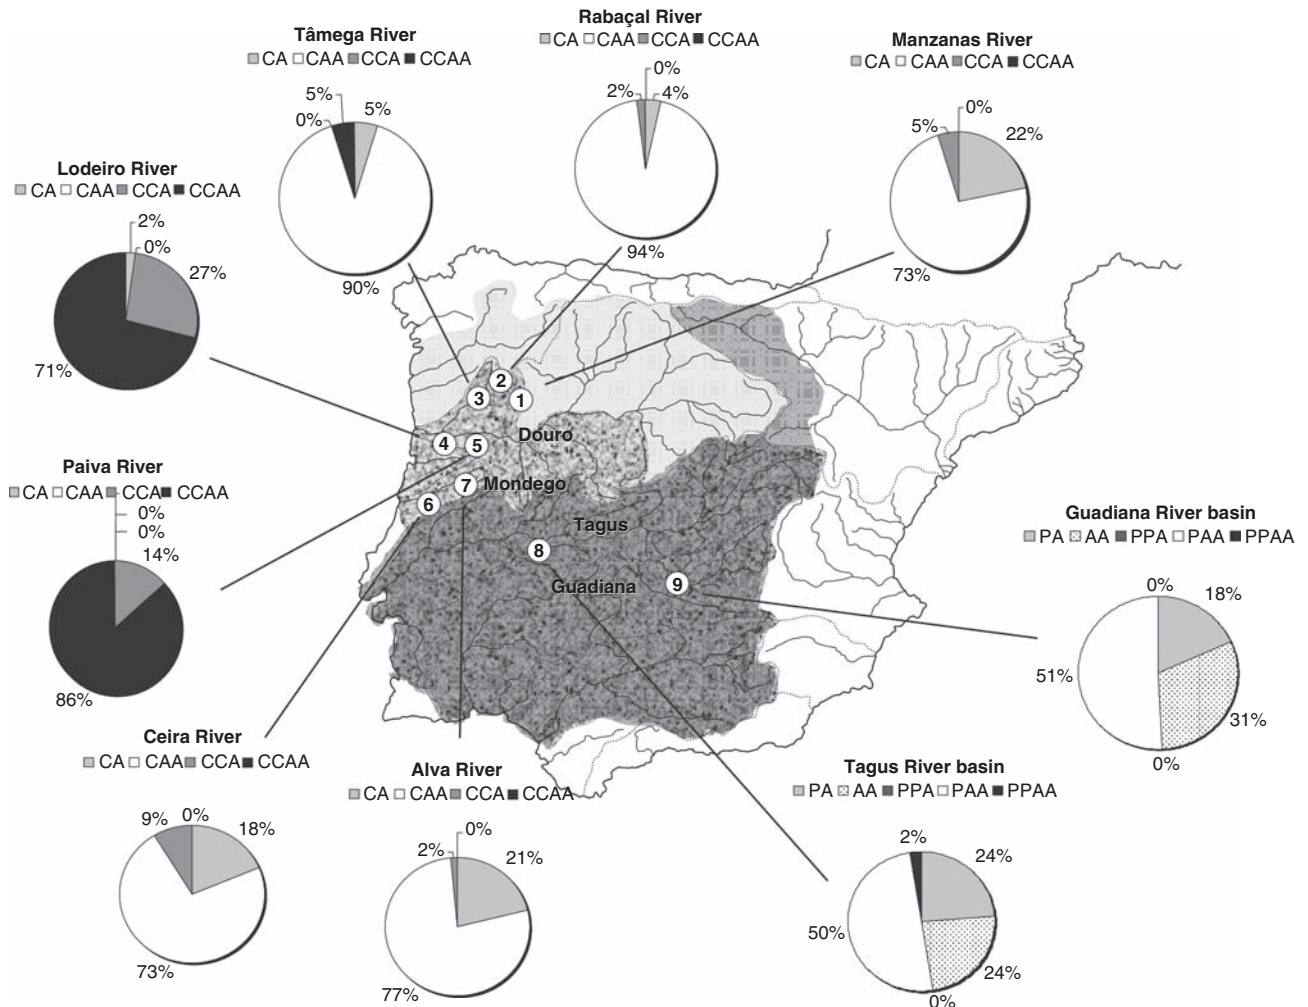 Rabaçal River
CA CAA CCA CCAA
0%
2%
4%
94%
Tâmega River
CA CAA CCA CCAA
5%
5%
0%
90%
Manzanas River
CA CAA CCA CCAA
0%
5%
22%
73%
Lodeiro River
CA CAA CCA CCAA
2%
0%
27%
71%
Paiva River
CA CAA CCA CCAA
0%
0%
14%
86%
2
3
1
Douro
4
5
Mondego
7
6
Tagus
8
Guadiana
9
Guadiana River basin
PA AA PPA PAA PPAA
0%
18%
51%
31%
0%
Ceira River
CA CAA CCA CCAA
9%
0%
18%
73%
Alva River
CA CAA CCA CCAA
0%
2%
21%
77%
Tagus River basin
PA AA PPA PAA PPAA
2%
24%
50%
24%
0%